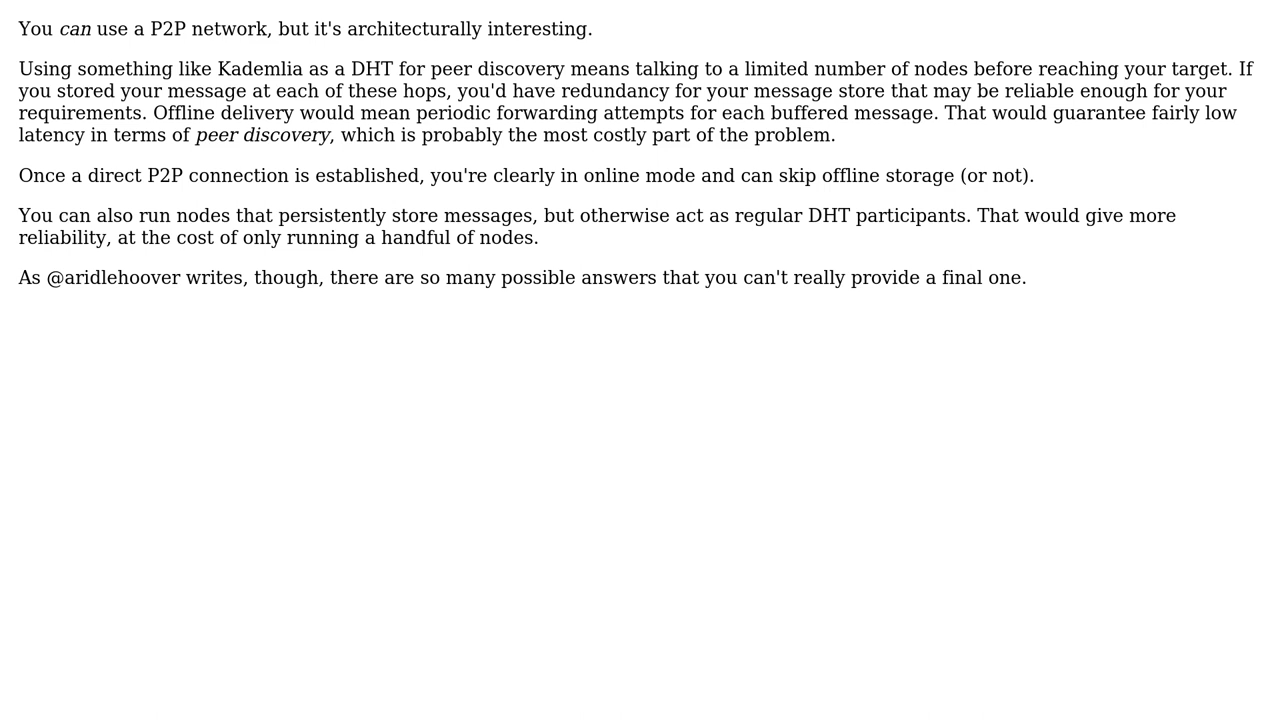 You can use a P2P network, but it's architecturally interesting.
Using something like Kademlia as a DHT for peer discovery means talking to a limited number of nodes before reaching your target. If
you stored your message at each of these hops, you'd have redundancy for your message store that may be reliable enough for your
requirements. Offline delivery would mean periodic forwarding attempts for each buffered message. That would guarantee fairly low
latency in terms of peer discovery, which is probably the most costly part of the problem.
Once a direct P2P connection is established, you're clearly in online mode and can skip offline storage (or not).
You can also run nodes that persistently store messages, but otherwise act as regular DHT participants. That would give more
reliability, at the cost of only running a handful of nodes.
As @aridlehoover writes, though, there are so many possible answers that you can't really provide a final one.